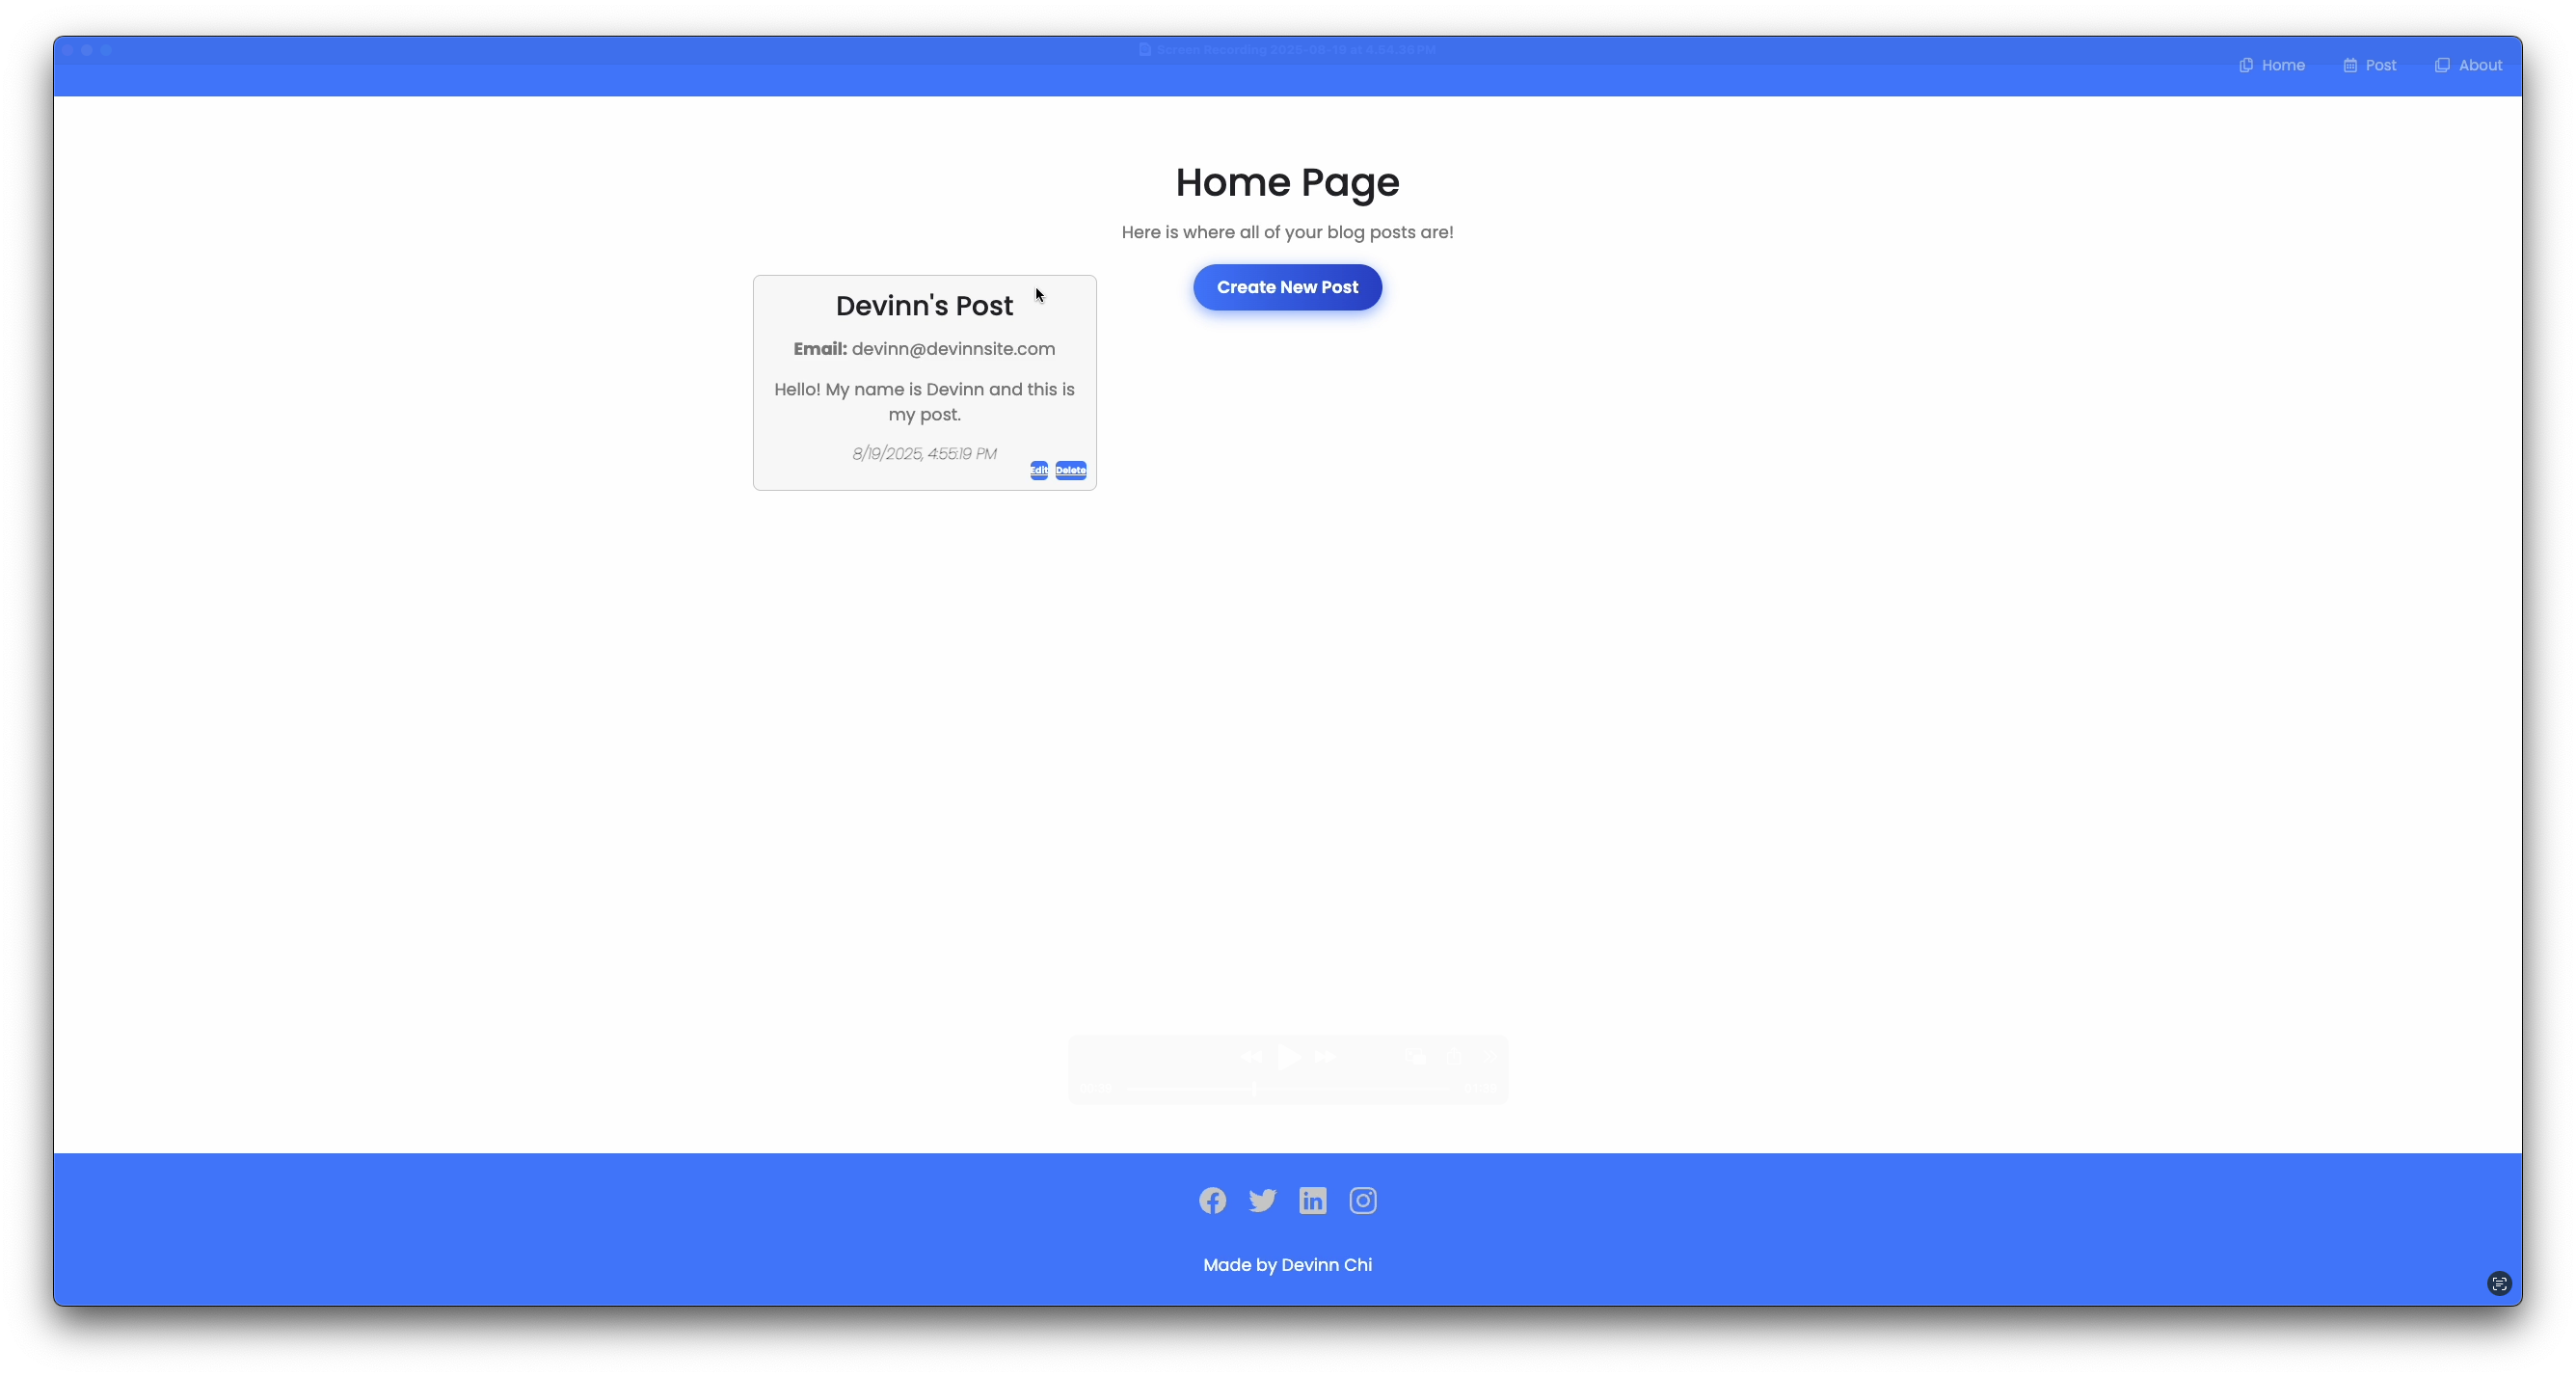 Screen Recording 2025-08-19 at 4.54.36 PM
Home
Post
About
Home Page
Here is where all of your blog posts are!
Create New Post
Devinn's Post
Email: devinn@devinnsite.com
Hello! My name is Devinn and this is
my post.
8/19/2025, 4:55:19 PM
Edit
Delete
Made by Devinn Chi